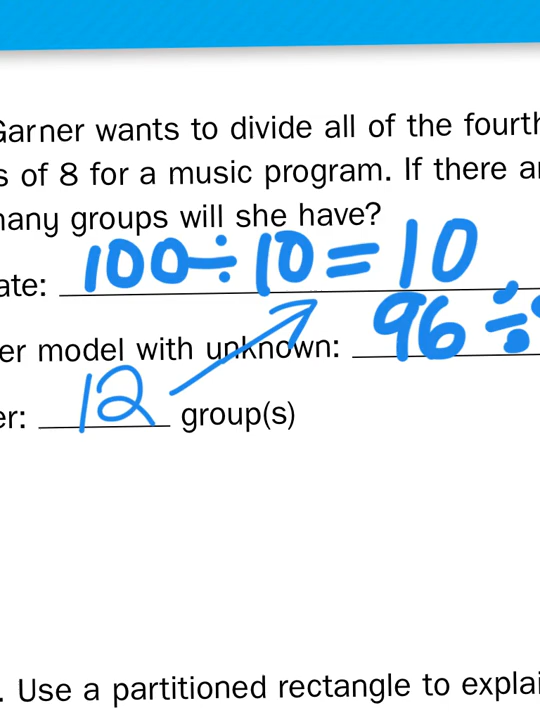 Garner wants to divide all of the fourth
s of 8 for a music program. If there ar
many groups will she have?
ate: 100÷10=10
er model with unknown: 96 ÷
er: 12 group(s)
. Use a partitioned rectangle to explai